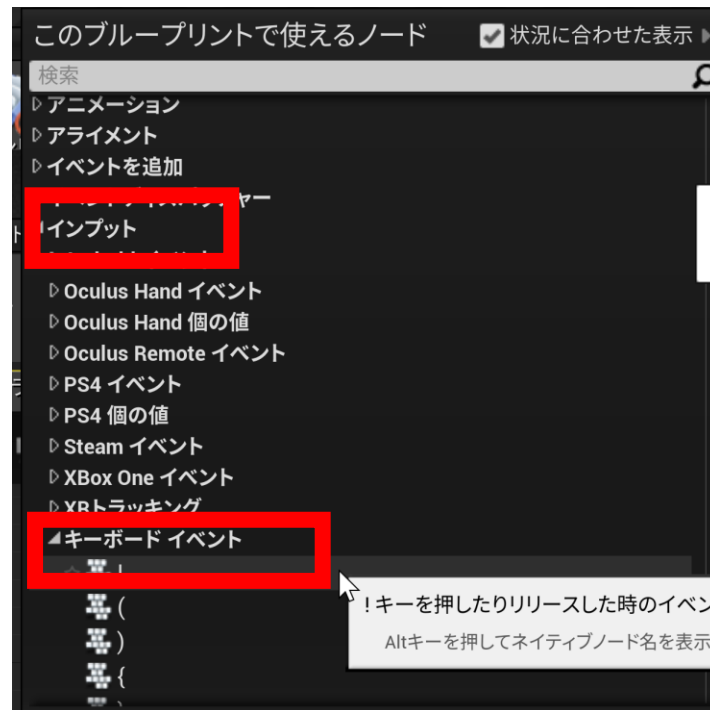 このブループリントで使えるノード
状況に合わせた表示
検索
アニメーション
アライメント
イベントを追加
インプット
Oculus Hand イベント
Oculus Hand 個の値
Oculus Remote イベント
PS4 イベント
PS4 個の値
Steam イベント
XBox One イベント
XRトラッキング
キーボード イベント
!
(
)
{
! キーを押したりリリースした時のイベン
Altキーを押してネイティブノード名を表示